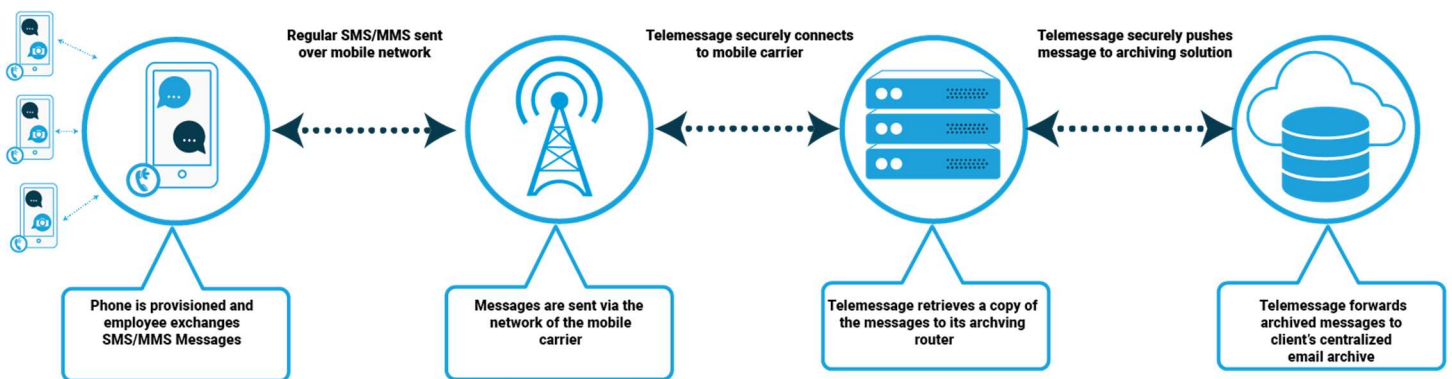 Regular SMS/MMS sent
over mobile network
Telemessage securely connects
to mobile carrier
Telemessage securely pushes
message to archiving solution
Phone is provisioned and
employee exchanges
SMS/MMS Messages
Messages are sent via the
network of the mobile
carrier
Telemessage retrieves a copy of
the messages to its archving
router
Telemessage forwards
archived messages to
client's centralized
email archive